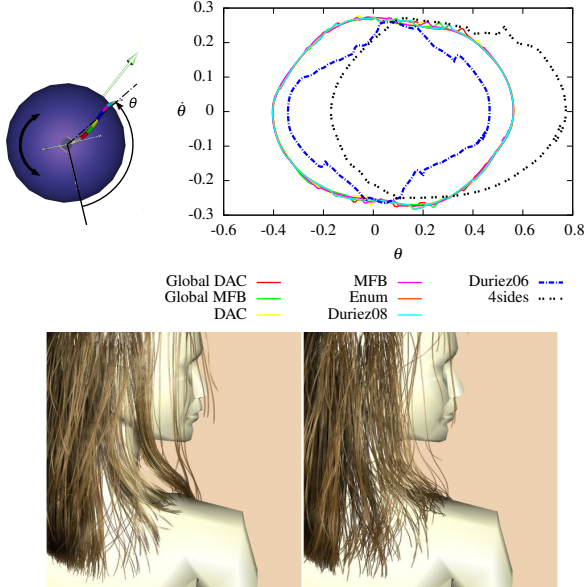 θ
0.3
0.2
0.1
0
-0.1
-0.2
-0.3
θ̇
-0.6 -0.4 -0.2 0 0.2 0.4 0.6 0.8
θ
Global DAC MFB Duriez06
Global MFB Enum 4sides
DAC Duriez08